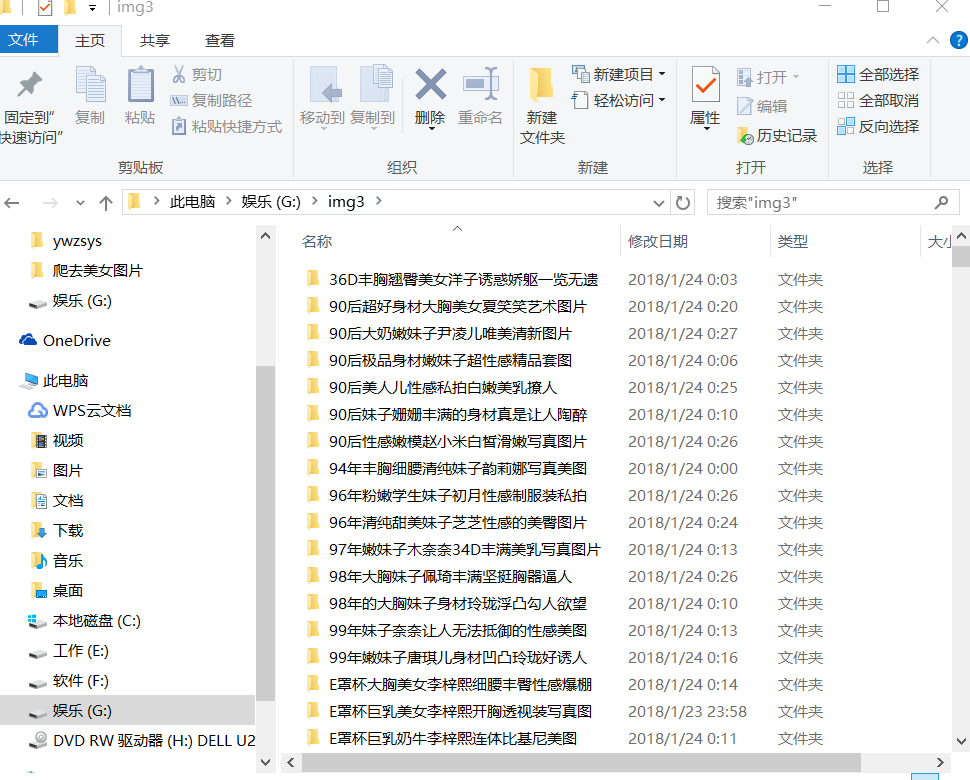 img3
文件 主页 共享 查看
固定到"
快速访问"
复制
粘贴
剪切
复制路径
粘贴快捷方式
剪贴板
移动到 复制到 删除 重命名
组织
新建
文件夹
新建项目
轻松访问
新建
属性
打开
编辑
历史记录
打开
全部选择
全部取消
反向选择
选择
此电脑 娱乐 (G:) img3
搜索"img3"
ywzsys
爬去美女图片
娱乐 (G:)
OneDrive
此电脑
WPS云文档
视频
图片
文档
下载
音乐
桌面
本地磁盘 (C:)
工作 (E:)
软件 (F:)
娱乐 (G:)
DVD RW 驱动器 (H:) DELL U2
名称 修改日期 类型 大小
36D丰胸翘臀美女洋子诱惑娇躯一览无遗 2018/1/24 0:03 文件夹
90后超好身材大胸美女夏笑笑艺术图片 2018/1/24 0:20 文件夹
90后大奶嫩妹子尹凌儿唯美清新图片 2018/1/24 0:27 文件夹
90后极品身材嫩妹子超性感精品套图 2018/1/24 0:06 文件夹
90后美人儿性感私拍白嫩美乳撩人 2018/1/24 0:25 文件夹
90后妹子姗姗丰满的身材真是让人陶醉 2018/1/24 0:10 文件夹
90后性感嫩模赵小米白皙滑嫩写真图片 2018/1/24 0:26 文件夹
94年丰胸细腰清纯妹子韵莉娜写真美图 2018/1/24 0:00 文件夹
96年粉嫩学生妹子初月性感制服装私拍 2018/1/24 0:26 文件夹
96年清纯甜美妹子芝芝性感的美臀图片 2018/1/24 0:24 文件夹
97年嫩妹子木奈奈34D丰满美乳写真图片 2018/1/24 0:13 文件夹
98年大胸妹子佩琦丰满坚挺胸器逼人 2018/1/24 0:26 文件夹
98年的大胸妹子身材玲珑浮凸勾人欲望 2018/1/24 0:10 文件夹
99年妹子奈奈让人无法抵御的性感美图 2018/1/24 0:13 文件夹
99年嫩妹子唐琪儿身材凹凸玲珑好诱人 2018/1/24 0:16 文件夹
E罩杯大胸美女李梓熙细腰丰臀性感爆棚 2018/1/24 0:14 文件夹
E罩杯巨乳美女李梓熙开胸透视装写真图 2018/1/23 23:58 文件夹
E罩杯巨乳奶牛李梓熙连体比基尼美图 2018/1/24 0:11 文件夹